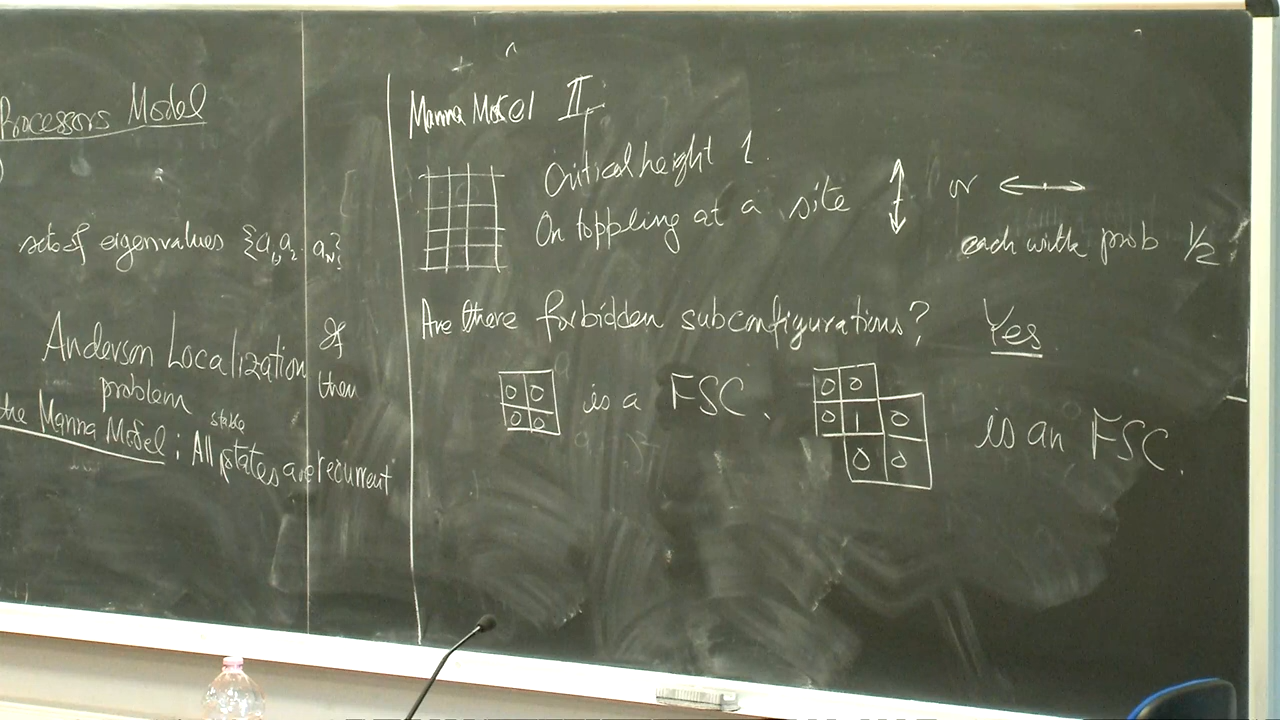 Processors Model
sets of eigenvalues {a1, a2 .. aN}
Anderson Localization
problem
If
then
the Manna Model ; All stable states are recurrent
Manna Model II
Critical height 1.
On toppling at a site ↕ or ↔
each with prob 1/2
Are there forbidden subconfigurations? Yes
0 0
0 0
is a FSC.
0 0
0 1 0
0 0
is an FSC.